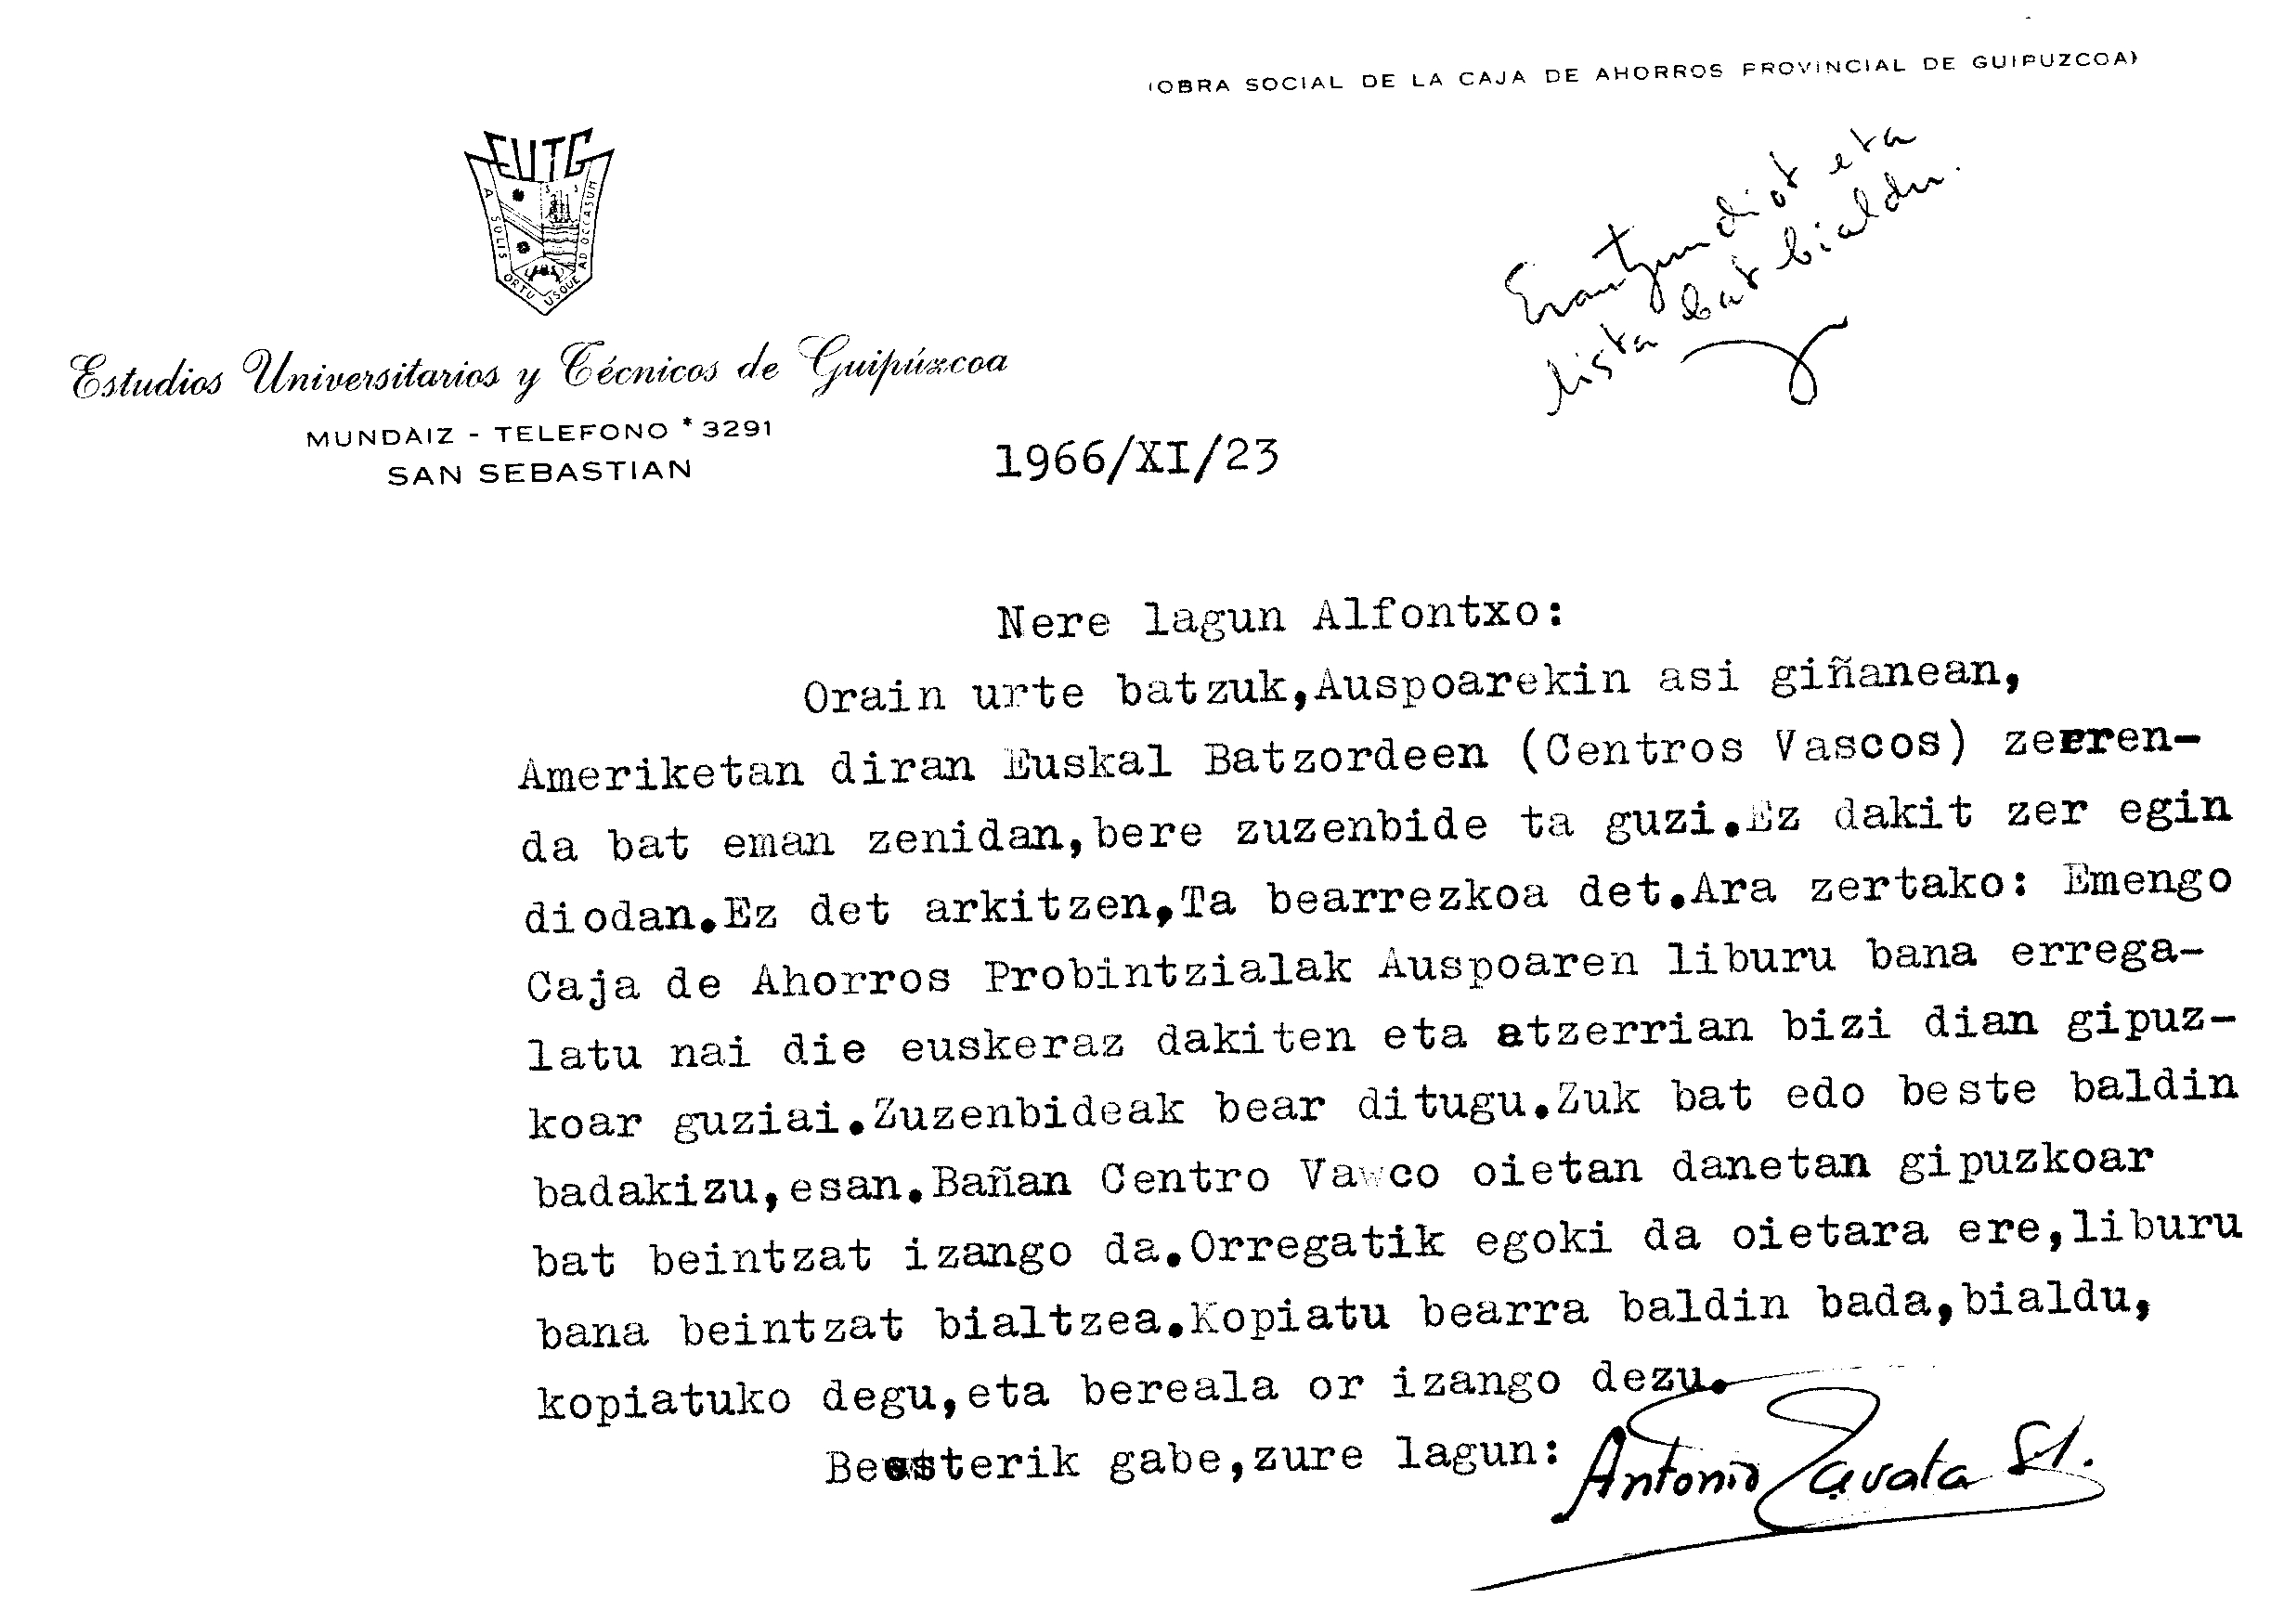 (OBRA SOCIAL DE LA CAJA DE AHORROS PROVINCIAL DE GUIPUZCOA)
EUTG
A SOLIS ORTU USQUE AD OCCASUM
Erantzun diot eta
lista bat bialdu.
Estudios Universitarios y Técnicos de Guipúzcoa
MUNDAIZ - TELEFONO * 3291
SAN SEBASTIAN
1966/XI/23
Nere lagun Alfontxo:
Orain urte batzuk,Auspoarekin asi giñanean,
Ameriketan diran Euskal Batzordeen (Centros Vascos) zerren-
da bat eman zenidan,bere zuzenbide ta guzi.Ez dakit zer egin
diodan.Ez det arkitzen,Ta bearrezkoa det.Ara zertako: Emengo
Caja de Ahorros Probintzialak Auspoaren liburu bana errega-
latu nai die euskeraz dakiten eta atzerrian bizi dian gipuz-
koar guziai.Zuzenbideak bear ditugu.Zuk bat edo beste baldin
badakizu,esan.Bañan Centro Vawco oietan danetan gipuzkoar
bat beintzat izango da.Orregatik egoki da oietara ere,liburu
bana beintzat bialtzea.Kopiatu bearra baldin bada,bialdu,
kopiatuko degu,eta bereala or izango dezu.
Besterik gabe,zure lagun:
Antonio Zavala S.I.